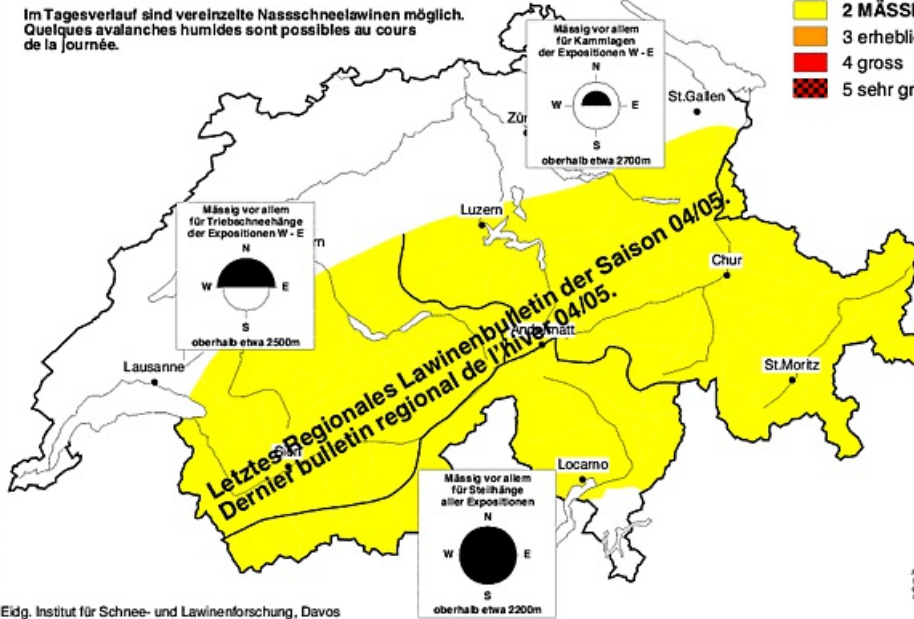 Im Tagesverlauf sind vereinzelte Nassschneelawinen möglich.
Quelques avalanches humides sont possibles au cours
de la journée.
2 MÄSSI
3 erheblic
4 gross
5 sehr gr
Mässig vor allem
für Kammlagen
der Expositionen W - E
N
W E
S
oberhalb etwa 2700m
St.Gallen
Zür
Luzern
Mässig vor allem
für Triebschneehänge
der Expositionen W - E
N
W E
S
oberhalb etwa 2500m
rn
Chur
Andermatt
Lausanne
St.Moritz
Letztes Regionales Lawinenbulletin der Saison 04/05.
Dernier bulletin regional de l'hiver 04/05.
Sion
Locarno
Mässig vor allem
für Steilhänge
aller Expositionen
N
W E
S
oberhalb etwa 2200m
Eidg. Institut für Schnee- und Lawinenforschung, Davos